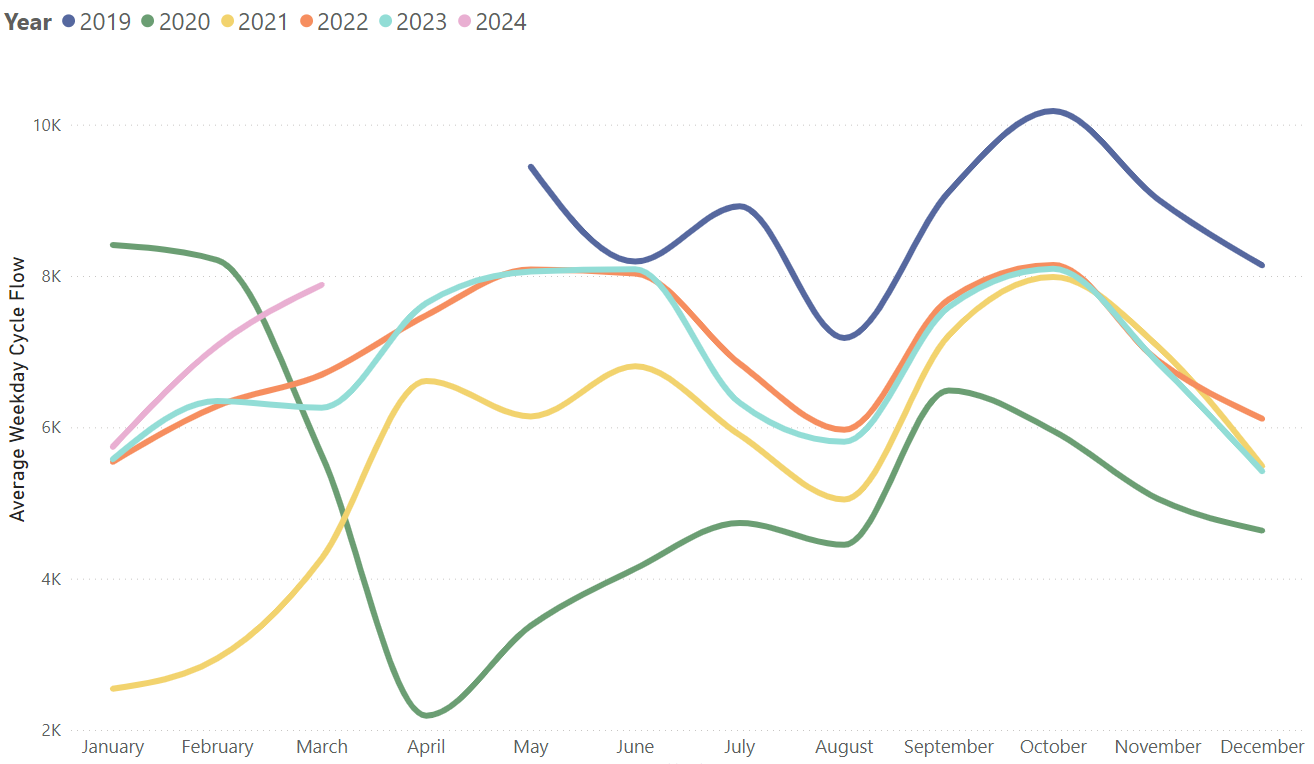 Year 2019 2020 2021 2022 2023 2024
10K
8K
6K
4K
2K
Average Weekday Cycle Flow
January February March April May June July August September October November December